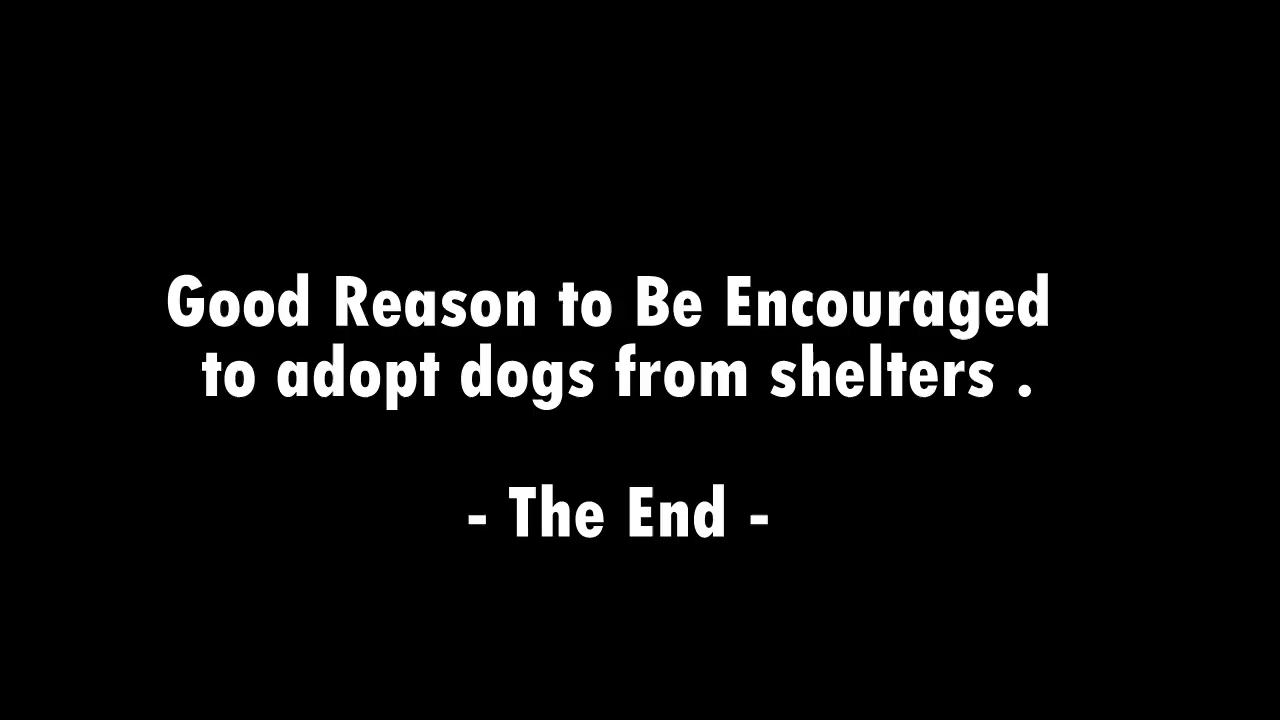 Good Reason to Be Encouraged
to adopt dogs from shelters .
- The End -